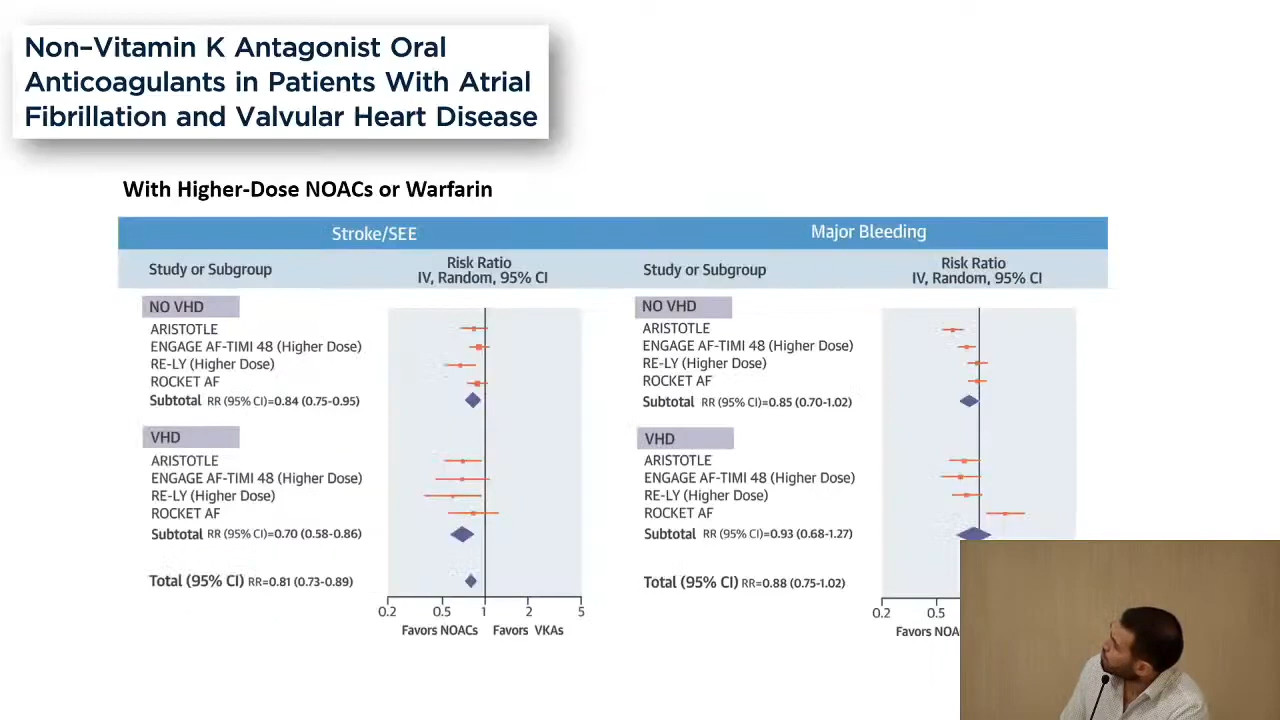 Non–Vitamin K Antagonist Oral
Anticoagulants in Patients With Atrial
Fibrillation and Valvular Heart Disease
With Higher-Dose NOACs or Warfarin
Stroke/SEE
Study or Subgroup
Risk Ratio
IV, Random, 95% CI
NO VHD
ARISTOTLE
ENGAGE AF-TIMI 48 (Higher Dose)
RE-LY (Higher Dose)
ROCKET AF
Subtotal RR (95% CI)=0.84 (0.75-0.95)
VHD
ARISTOTLE
ENGAGE AF-TIMI 48 (Higher Dose)
RE-LY (Higher Dose)
ROCKET AF
Subtotal RR (95% CI)=0.70 (0.58-0.86)
Total (95% CI) RR=0.81 (0.73-0.89)
0.2 0.5 1 2 5
Favors NOACs Favors VKAs
Major Bleeding
Study or Subgroup
Risk Ratio
IV, Random, 95% CI
NO VHD
ARISTOTLE
ENGAGE AF-TIMI 48 (Higher Dose)
RE-LY (Higher Dose)
ROCKET AF
Subtotal RR (95% CI)=0.85 (0.70-1.02)
VHD
ARISTOTLE
ENGAGE AF-TIMI 48 (Higher Dose)
RE-LY (Higher Dose)
ROCKET AF
Subtotal RR (95% CI)=0.93 (0.68-1.27)
Total (95% CI) RR=0.88 (0.75-1.02)
0.2 0.5
Favors